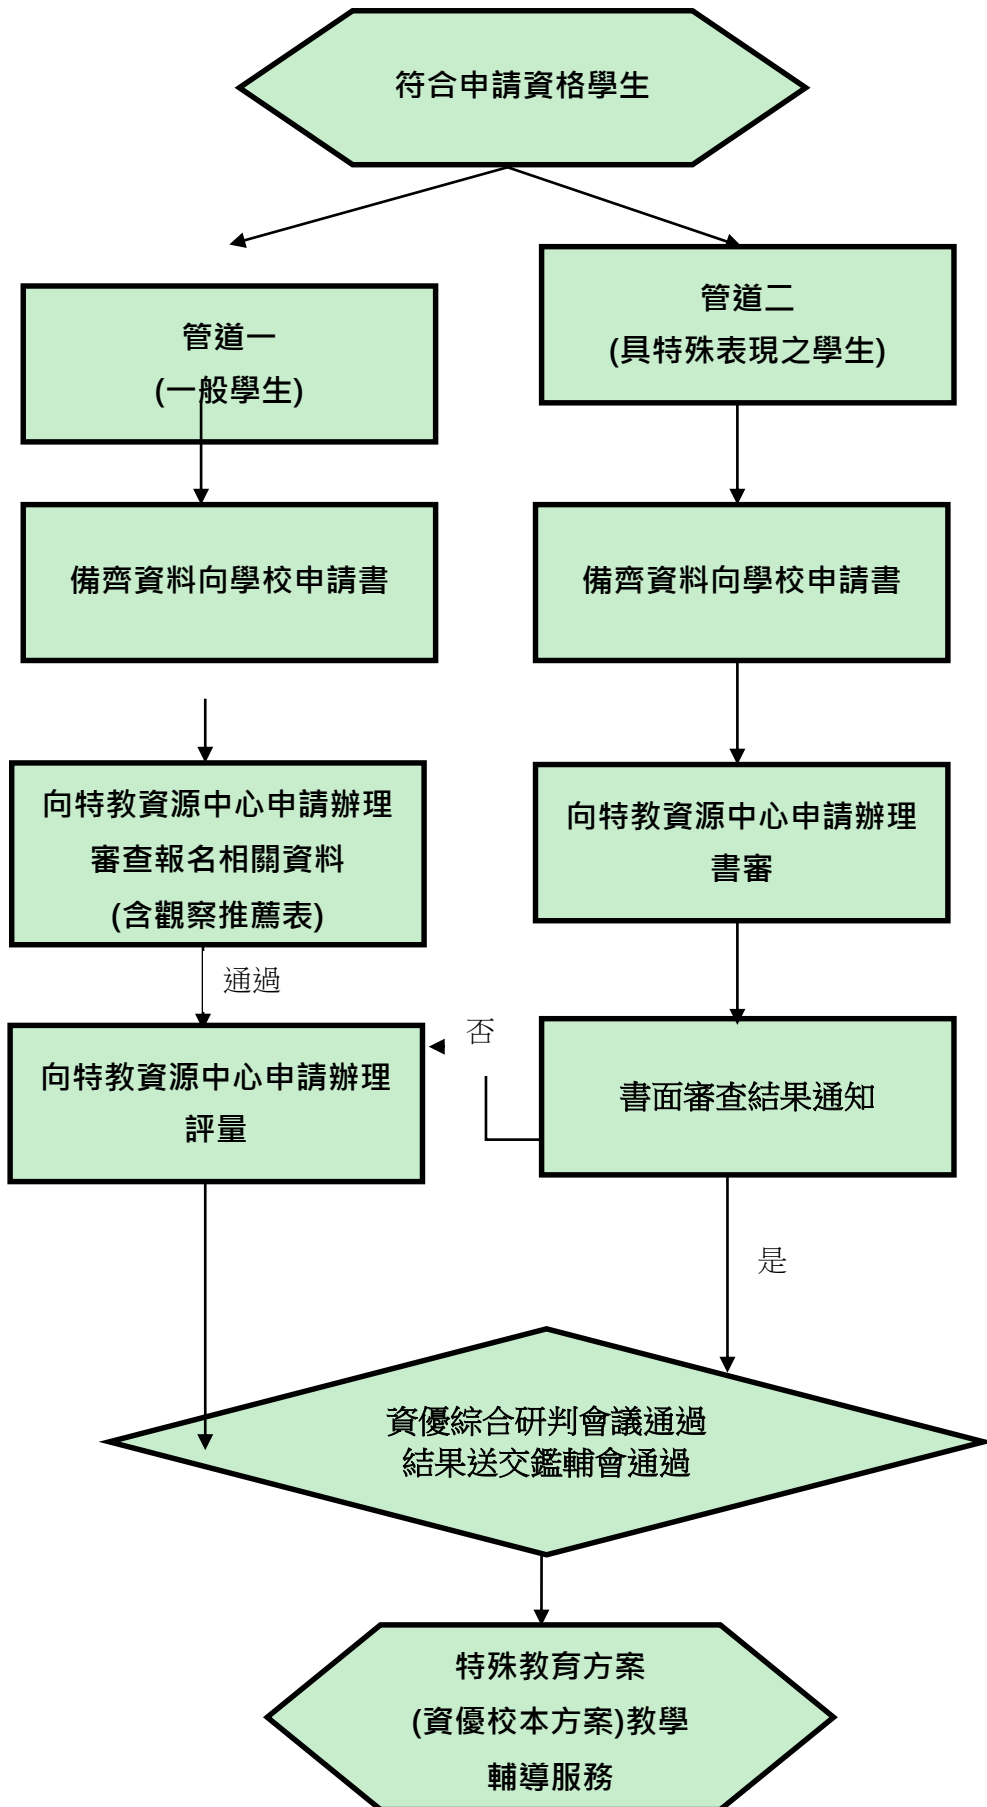 符合申請資格學生
管道一
(一般學生)
管道二
(具特殊表現之學生)
備齊資料向學校申請書
備齊資料向學校申請書
向特教資源中心申請辦理
審查報名相關資料
(含觀察推薦表)
向特教資源中心申請辦理
書審
通過
否
向特教資源中心申請辦理
評量
書面審查結果通知
是
資優綜合研判會議通過
結果送交鑑輔會通過
特殊教育方案
(資優校本方案)教學
輔導服務